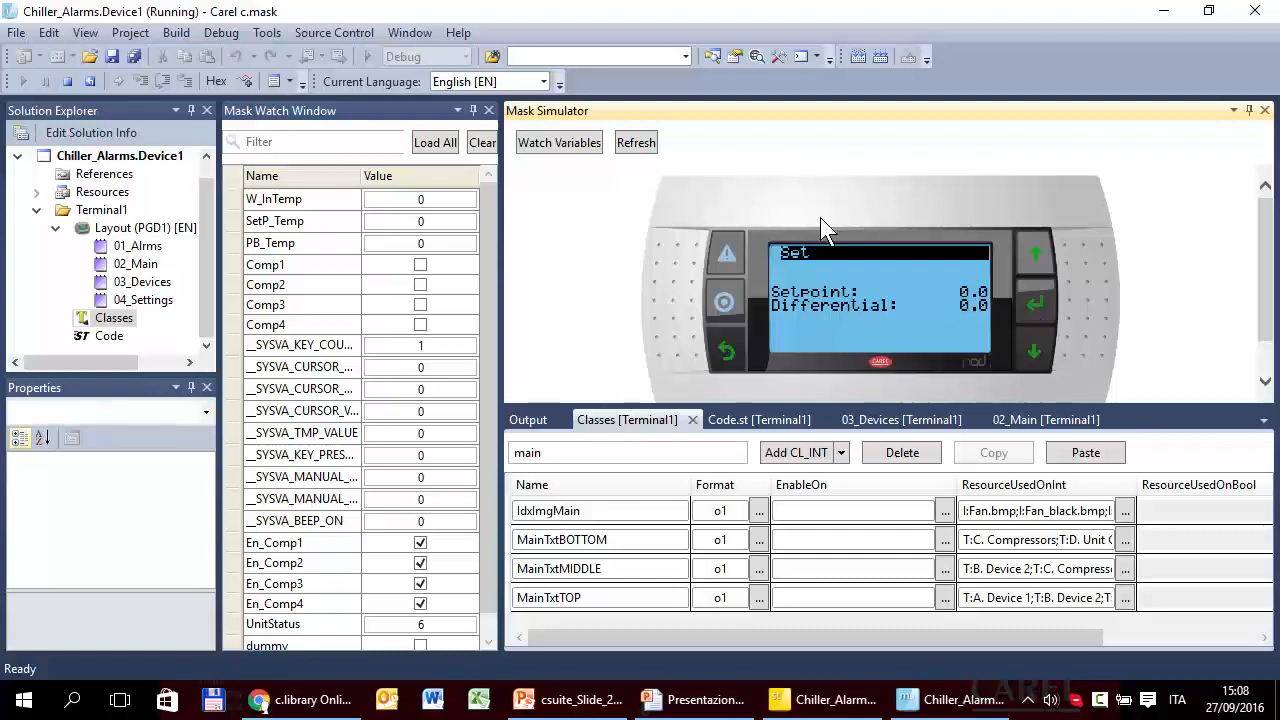 Chiller_Alarms.Device1 (Running) - Carel c.mask
File Edit View Project Build Debug Tools Source Control Window Help
Debug
Hex Current Language: English [EN]
Solution Explorer
Edit Solution Info
Chiller_Alarms.Device1
References
Resources
Terminal1
Layout (PGD1) [EN]
01_Alrms
02_Main
03_Devices
04_Settings
Classes
ST Code
Properties
Mask Watch Window
Filter Load All Clear
Name Value
W_InTemp 0
SetP_Temp 0
PB_Temp 0
Comp1
Comp2
Comp3
Comp4
__SYSVA_KEY_COU... 1
__SYSVA_CURSOR_... 0
__SYSVA_CURSOR_... 0
__SYSVA_CURSOR_V... 0
__SYSVA_TMP_VALUE 0
__SYSVA_KEY_PRES... 0
__SYSVA_MANUAL_... 0
__SYSVA_MANUAL_... 0
__SYSVA_BEEP_ON 0
En_Comp1
En_Comp2
En_Comp3
En_Comp4
UnitStatus 6
dummy
Mask Simulator
Watch Variables Refresh
Set
Setpoint: 0.0
Differential: 0.0
CAREL pGD
Output Classes [Terminal1] Code.st [Terminal1] 03_Devices [Terminal1] 02_Main [Terminal1]
main Add CL_INT Delete Copy Paste
Name Format EnableOn ResourceUsedOnInt ResourceUsedOnBool
IdxImgMain o1 ... ... I:Fan.bmp;I:Fan_black.bmp;I ...
MainTxtBOTTOM o1 ... ... T:C. Compressors;T:D. Unit C ...
MainTxtMIDDLE o1 ... ... T:B. Device 2;T:C. Compress ...
MainTxtTOP o1 ... ... T:A. Device 1;T:B. Device 2;T: ...
Ready
c.library Onli... csuite_Slide_2... Presentazion... Chiller_Alarm... Chiller_Alarm... ITA 15:08
27/09/2016
CAREL